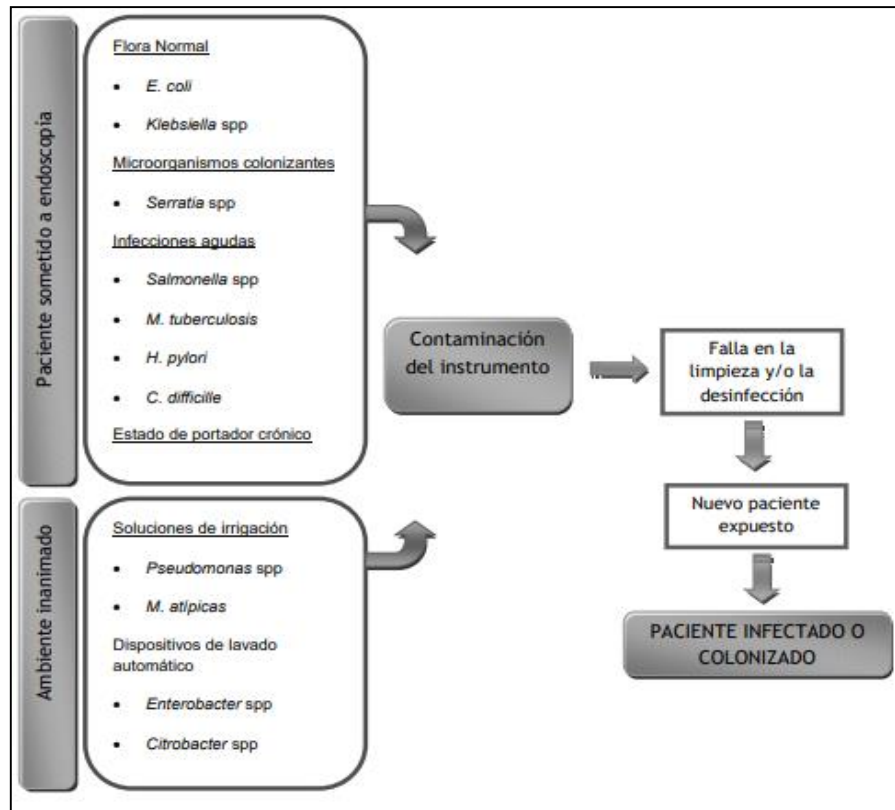 Paciente sometido a endoscopia
Flora Normal
• E. coli
• Klebsiella spp
Microorganismos colonizantes
• Serratia spp
Infecciones agudas
• Salmonella spp
• M. tuberculosis
• H. pylori
• C. difficille
Estado de portador crónico
Ambiente inanimado
Soluciones de irrigación
• Pseudomonas spp
• M. atípicas
Dispositivos de lavado
automático
• Enterobacter spp
• Citrobacter spp
Contaminación
del instrumento
Falla en la
limpieza y/o la
desinfección
Nuevo paciente
expuesto
PACIENTE INFECTADO O
COLONIZADO